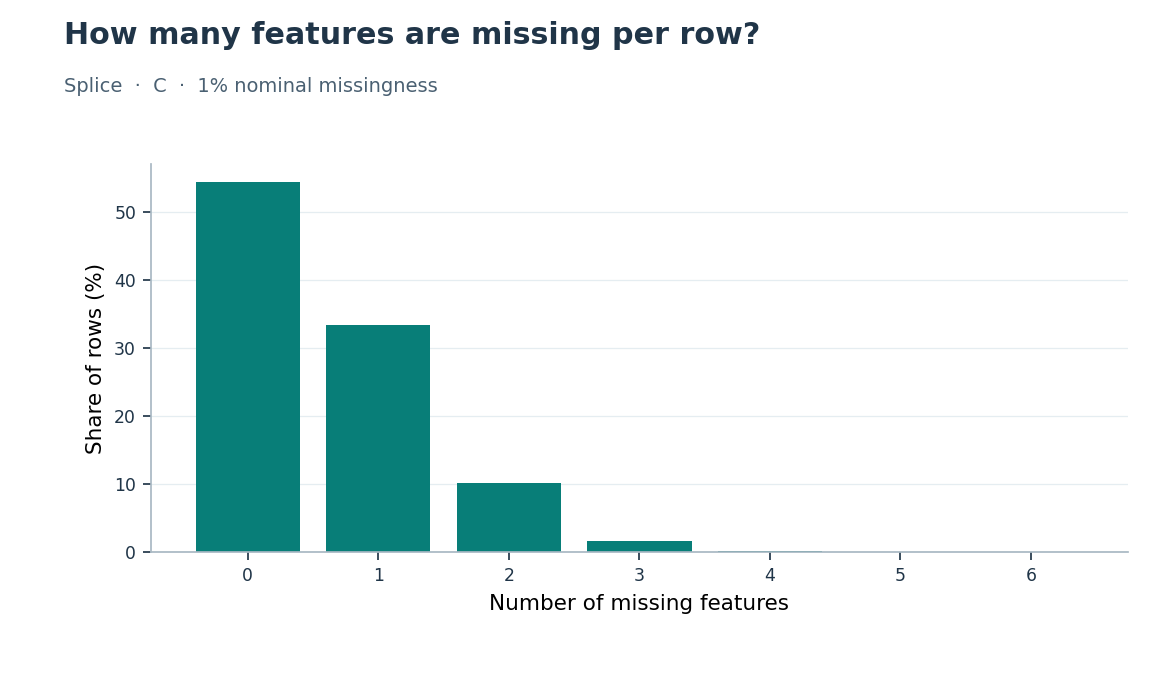 How many features are missing per row?
Splice · C · 1% nominal missingness
Share of rows (%)
50
40
30
20
10
0
0 1 2 3 4 5 6
Number of missing features